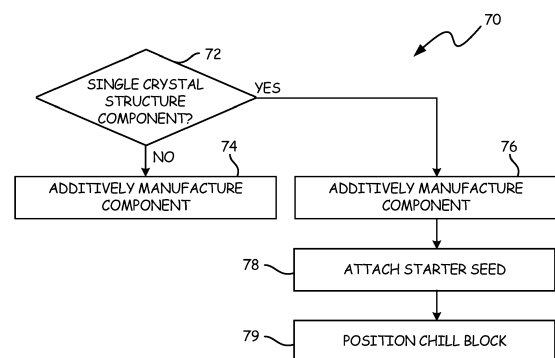 70
72
SINGLE CRYSTAL
STRUCTURE
COMPONENT?
YES
NO
74
ADDITIVELY MANUFACTURE
COMPONENT
76
ADDITIVELY MANUFACTURE
COMPONENT
78
ATTACH STARTER SEED
79
POSITION CHILL BLOCK